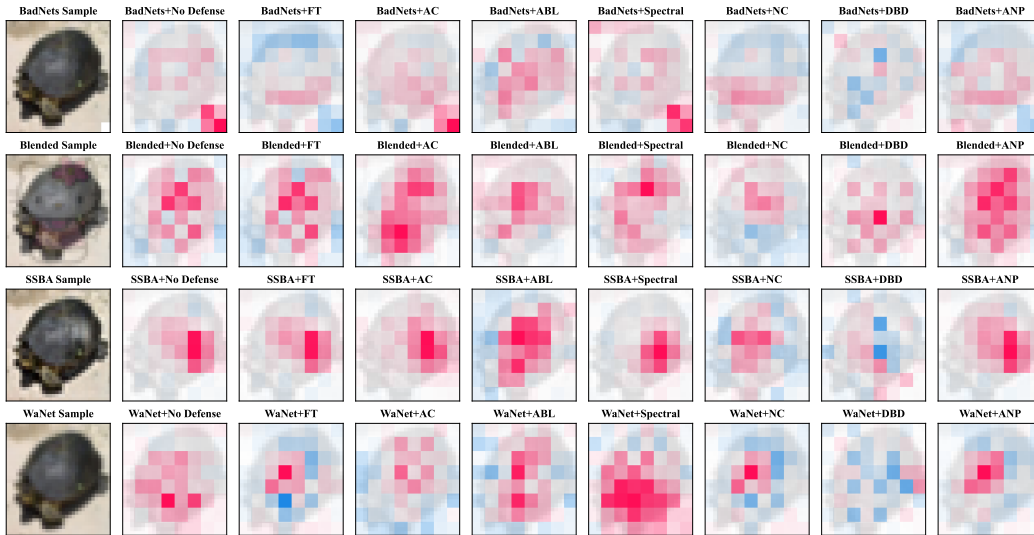 BadNets Sample BadNets+No Defense BadNets+FT BadNets+AC BadNets+ABL BadNets+Spectral BadNets+NC BadNets+DBD BadNets+ANP
Blended Sample Blended+No Defense Blended+FT Blended+AC Blended+ABL Blended+Spectral Blended+NC Blended+DBD Blended+ANP
SSBA Sample SSBA+No Defense SSBA+FT SSBA+AC SSBA+ABL SSBA+Spectral SSBA+NC SSBA+DBD SSBA+ANP
WaNet Sample WaNet+No Defense WaNet+FT WaNet+AC WaNet+ABL WaNet+Spectral WaNet+NC WaNet+DBD WaNet+ANP